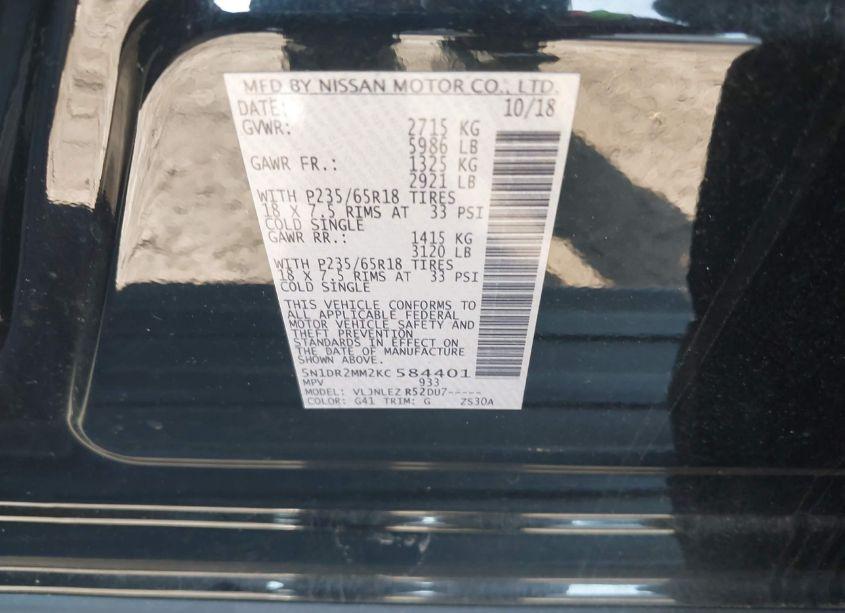 MFD BY NISSAN MOTOR CO., LTD.
DATE: 10/18
GVWR: 2715 KG
5986 LB
GAWR FR.: 1325 KG
2921 LB
WITH P235/65R18 TIRES
18 X 7.5 RIMS AT 33 PSI
COLD SINGLE
GAWR RR.: 1415 KG
3120 LB
WITH P235/65R18 TIRES
18 X 7.5 RIMS AT 33 PSI
COLD SINGLE
THIS VEHICLE CONFORMS TO
ALL APPLICABLE FEDERAL
MOTOR VEHICLE SAFETY AND
THEFT PREVENTION
STANDARDS IN EFFECT ON
THE DATE OF MANUFACTURE
SHOWN ABOVE.
5N1DR2MM2KC584401
MPV 933
MODEL: VLJNLEZ R52DU7-----
COLOR: G41 TRIM: G ZS30A